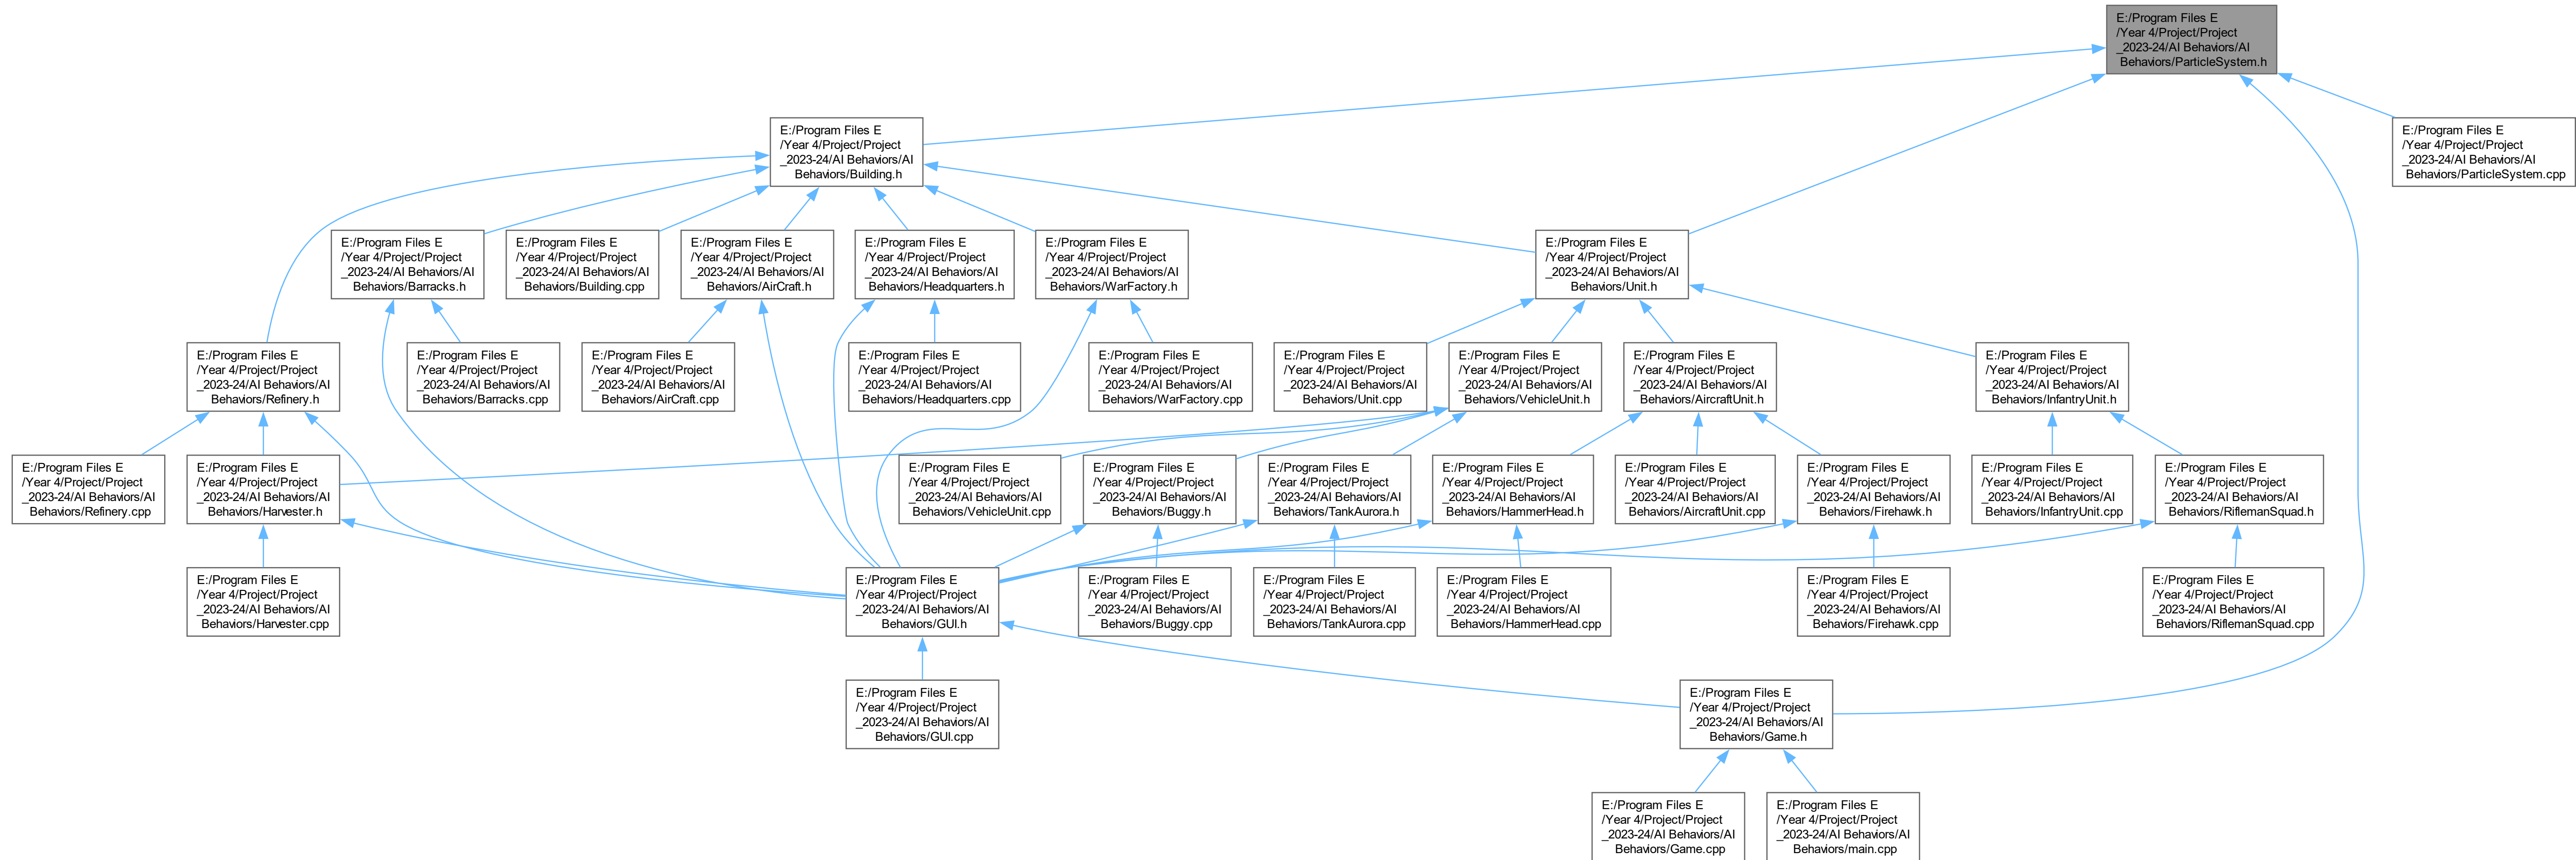 E:/Program Files E
/Year 4/Project/Project
_2023-24/AI Behaviors/AI
Behaviors/ParticleSystem.h
E:/Program Files E
/Year 4/Project/Project
_2023-24/AI Behaviors/AI
Behaviors/Building.h
E:/Program Files E
/Year 4/Project/Project
_2023-24/AI Behaviors/AI
Behaviors/ParticleSystem.cpp
E:/Program Files E
/Year 4/Project/Project
_2023-24/AI Behaviors/AI
Behaviors/Barracks.h
E:/Program Files E
/Year 4/Project/Project
_2023-24/AI Behaviors/AI
Behaviors/Building.cpp
E:/Program Files E
/Year 4/Project/Project
_2023-24/AI Behaviors/AI
Behaviors/AirCraft.h
E:/Program Files E
/Year 4/Project/Project
_2023-24/AI Behaviors/AI
Behaviors/Headquarters.h
E:/Program Files E
/Year 4/Project/Project
_2023-24/AI Behaviors/AI
Behaviors/WarFactory.h
E:/Program Files E
/Year 4/Project/Project
_2023-24/AI Behaviors/AI
Behaviors/Unit.h
E:/Program Files E
/Year 4/Project/Project
_2023-24/AI Behaviors/AI
Behaviors/Refinery.h
E:/Program Files E
/Year 4/Project/Project
_2023-24/AI Behaviors/AI
Behaviors/Barracks.cpp
E:/Program Files E
/Year 4/Project/Project
_2023-24/AI Behaviors/AI
Behaviors/AirCraft.cpp
E:/Program Files E
/Year 4/Project/Project
_2023-24/AI Behaviors/AI
Behaviors/Headquarters.cpp
E:/Program Files E
/Year 4/Project/Project
_2023-24/AI Behaviors/AI
Behaviors/WarFactory.cpp
E:/Program Files E
/Year 4/Project/Project
_2023-24/AI Behaviors/AI
Behaviors/Unit.cpp
E:/Program Files E
/Year 4/Project/Project
_2023-24/AI Behaviors/AI
Behaviors/VehicleUnit.h
E:/Program Files E
/Year 4/Project/Project
_2023-24/AI Behaviors/AI
Behaviors/AircraftUnit.h
E:/Program Files E
/Year 4/Project/Project
_2023-24/AI Behaviors/AI
Behaviors/InfantryUnit.h
E:/Program Files E
/Year 4/Project/Project
_2023-24/AI Behaviors/AI
Behaviors/Refinery.cpp
E:/Program Files E
/Year 4/Project/Project
_2023-24/AI Behaviors/AI
Behaviors/Harvester.h
E:/Program Files E
/Year 4/Project/Project
_2023-24/AI Behaviors/AI
Behaviors/VehicleUnit.cpp
E:/Program Files E
/Year 4/Project/Project
_2023-24/AI Behaviors/AI
Behaviors/Buggy.h
E:/Program Files E
/Year 4/Project/Project
_2023-24/AI Behaviors/AI
Behaviors/TankAurora.h
E:/Program Files E
/Year 4/Project/Project
_2023-24/AI Behaviors/AI
Behaviors/HammerHead.h
E:/Program Files E
/Year 4/Project/Project
_2023-24/AI Behaviors/AI
Behaviors/AircraftUnit.cpp
E:/Program Files E
/Year 4/Project/Project
_2023-24/AI Behaviors/AI
Behaviors/Firehawk.h
E:/Program Files E
/Year 4/Project/Project
_2023-24/AI Behaviors/AI
Behaviors/InfantryUnit.cpp
E:/Program Files E
/Year 4/Project/Project
_2023-24/AI Behaviors/AI
Behaviors/RiflemanSquad.h
E:/Program Files E
/Year 4/Project/Project
_2023-24/AI Behaviors/AI
Behaviors/Harvester.cpp
E:/Program Files E
/Year 4/Project/Project
_2023-24/AI Behaviors/AI
Behaviors/GUI.h
E:/Program Files E
/Year 4/Project/Project
_2023-24/AI Behaviors/AI
Behaviors/Buggy.cpp
E:/Program Files E
/Year 4/Project/Project
_2023-24/AI Behaviors/AI
Behaviors/TankAurora.cpp
E:/Program Files E
/Year 4/Project/Project
_2023-24/AI Behaviors/AI
Behaviors/HammerHead.cpp
E:/Program Files E
/Year 4/Project/Project
_2023-24/AI Behaviors/AI
Behaviors/Firehawk.cpp
E:/Program Files E
/Year 4/Project/Project
_2023-24/AI Behaviors/AI
Behaviors/RiflemanSquad.cpp
E:/Program Files E
/Year 4/Project/Project
_2023-24/AI Behaviors/AI
Behaviors/GUI.cpp
E:/Program Files E
/Year 4/Project/Project
_2023-24/AI Behaviors/AI
Behaviors/Game.h
E:/Program Files E
/Year 4/Project/Project
_2023-24/AI Behaviors/AI
Behaviors/Game.cpp
E:/Program Files E
/Year 4/Project/Project
_2023-24/AI Behaviors/AI
Behaviors/main.cpp